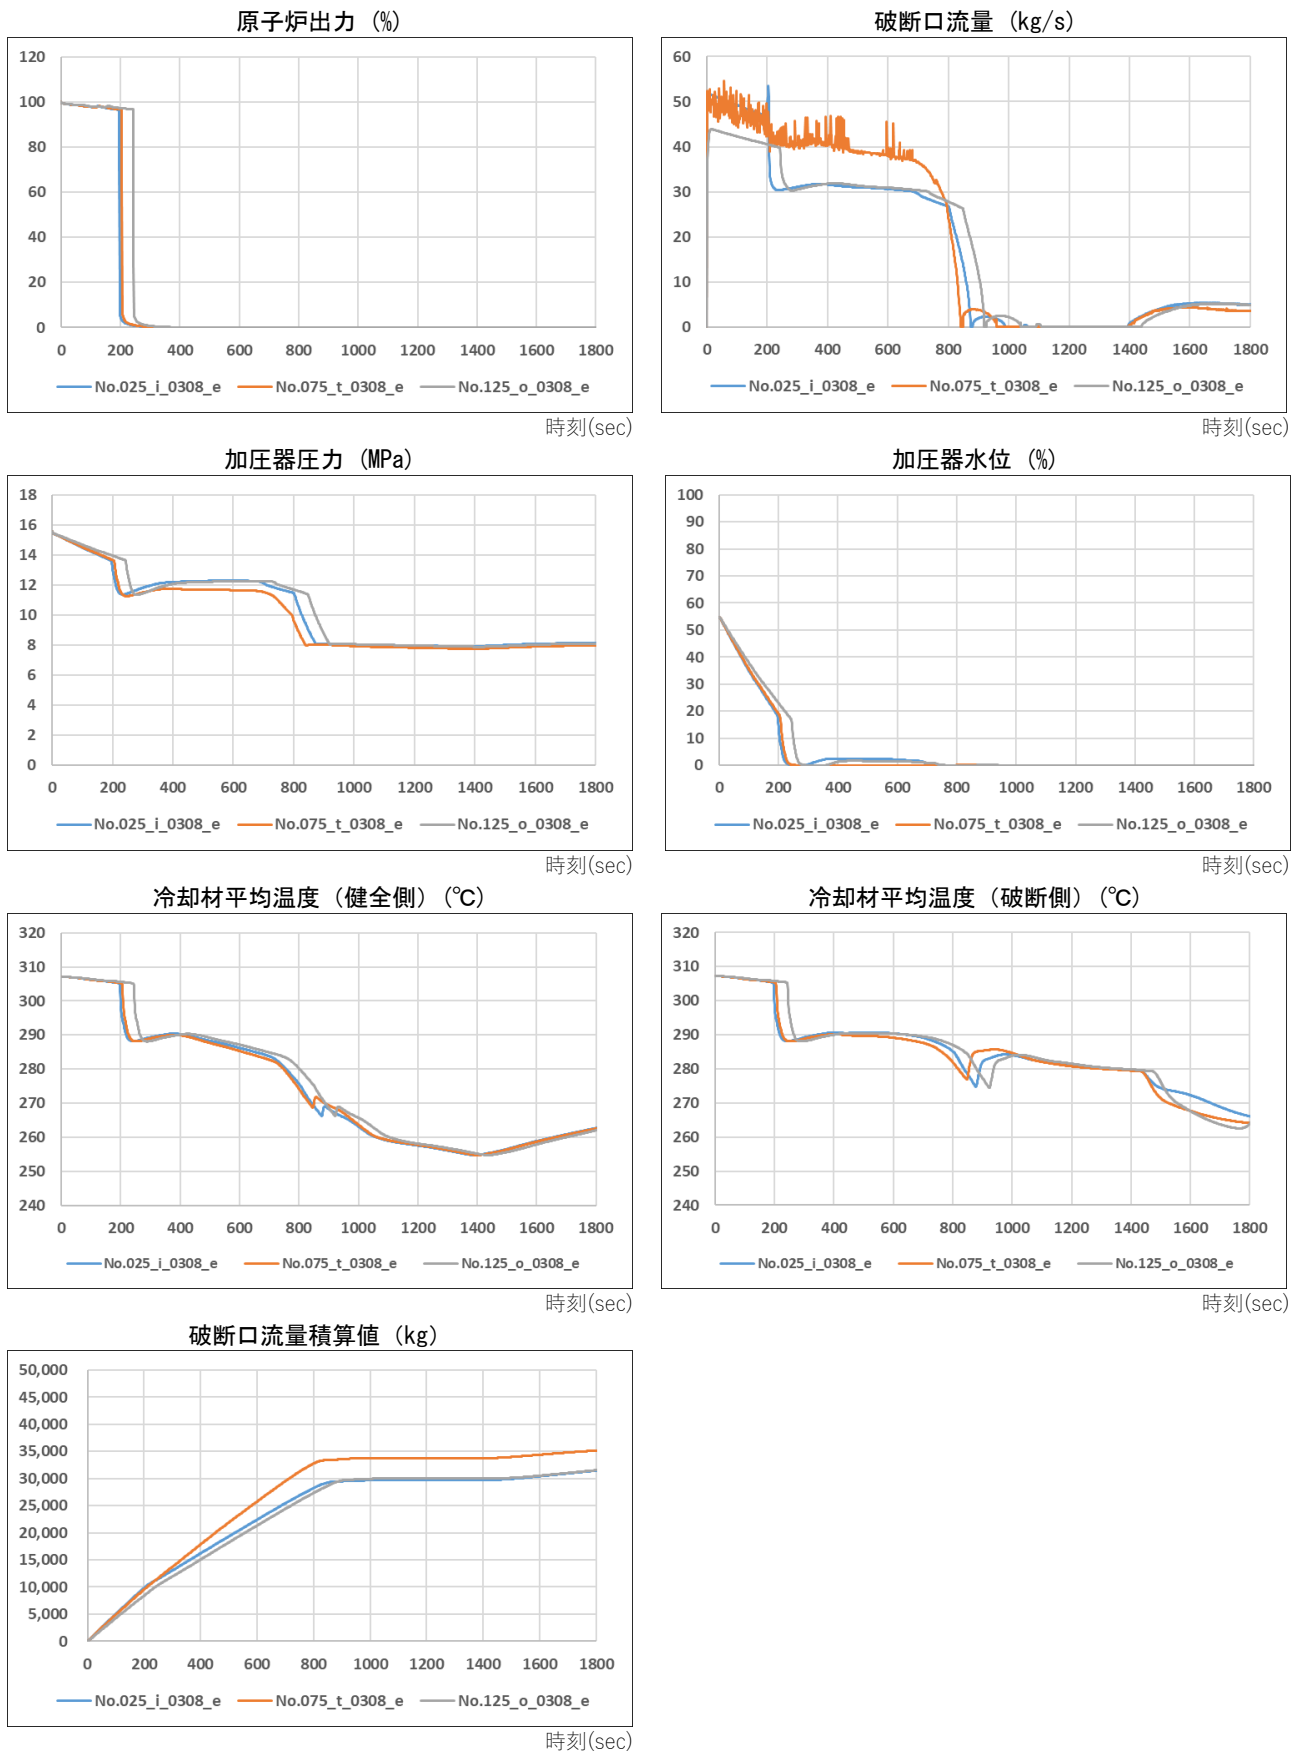 原子炉出力 (%)
120
100
80
60
40
20
0
0 200 400 600 800 1000 1200 1400 1600 1800
No.025_i_0308_e No.075_t_0308_e No.125_o_0308_e
時刻(sec)
破断口流量 (kg/s)
60
50
40
30
20
10
0
0 200 400 600 800 1000 1200 1400 1600 1800
No.025_i_0308_e No.075_t_0308_e No.125_o_0308_e
時刻(sec)
加圧器圧力 (MPa)
18
16
14
12
10
8
6
4
2
0
0 200 400 600 800 1000 1200 1400 1600 1800
No.025_i_0308_e No.075_t_0308_e No.125_o_0308_e
時刻(sec)
加圧器水位 (%)
100
90
80
70
60
50
40
30
20
10
0
0 200 400 600 800 1000 1200 1400 1600 1800
No.025_i_0308_e No.075_t_0308_e No.125_o_0308_e
時刻(sec)
冷却材平均温度（健全側）(℃)
320
310
300
290
280
270
260
250
240
0 200 400 600 800 1000 1200 1400 1600 1800
No.025_i_0308_e No.075_t_0308_e No.125_o_0308_e
時刻(sec)
冷却材平均温度（破断側）(℃)
320
310
300
290
280
270
260
250
240
0 200 400 600 800 1000 1200 1400 1600 1800
No.025_i_0308_e No.075_t_0308_e No.125_o_0308_e
時刻(sec)
破断口流量積算値 (kg)
50,000
45,000
40,000
35,000
30,000
25,000
20,000
15,000
10,000
5,000
0
0 200 400 600 800 1000 1200 1400 1600 1800
No.025_i_0308_e No.075_t_0308_e No.125_o_0308_e
時刻(sec)